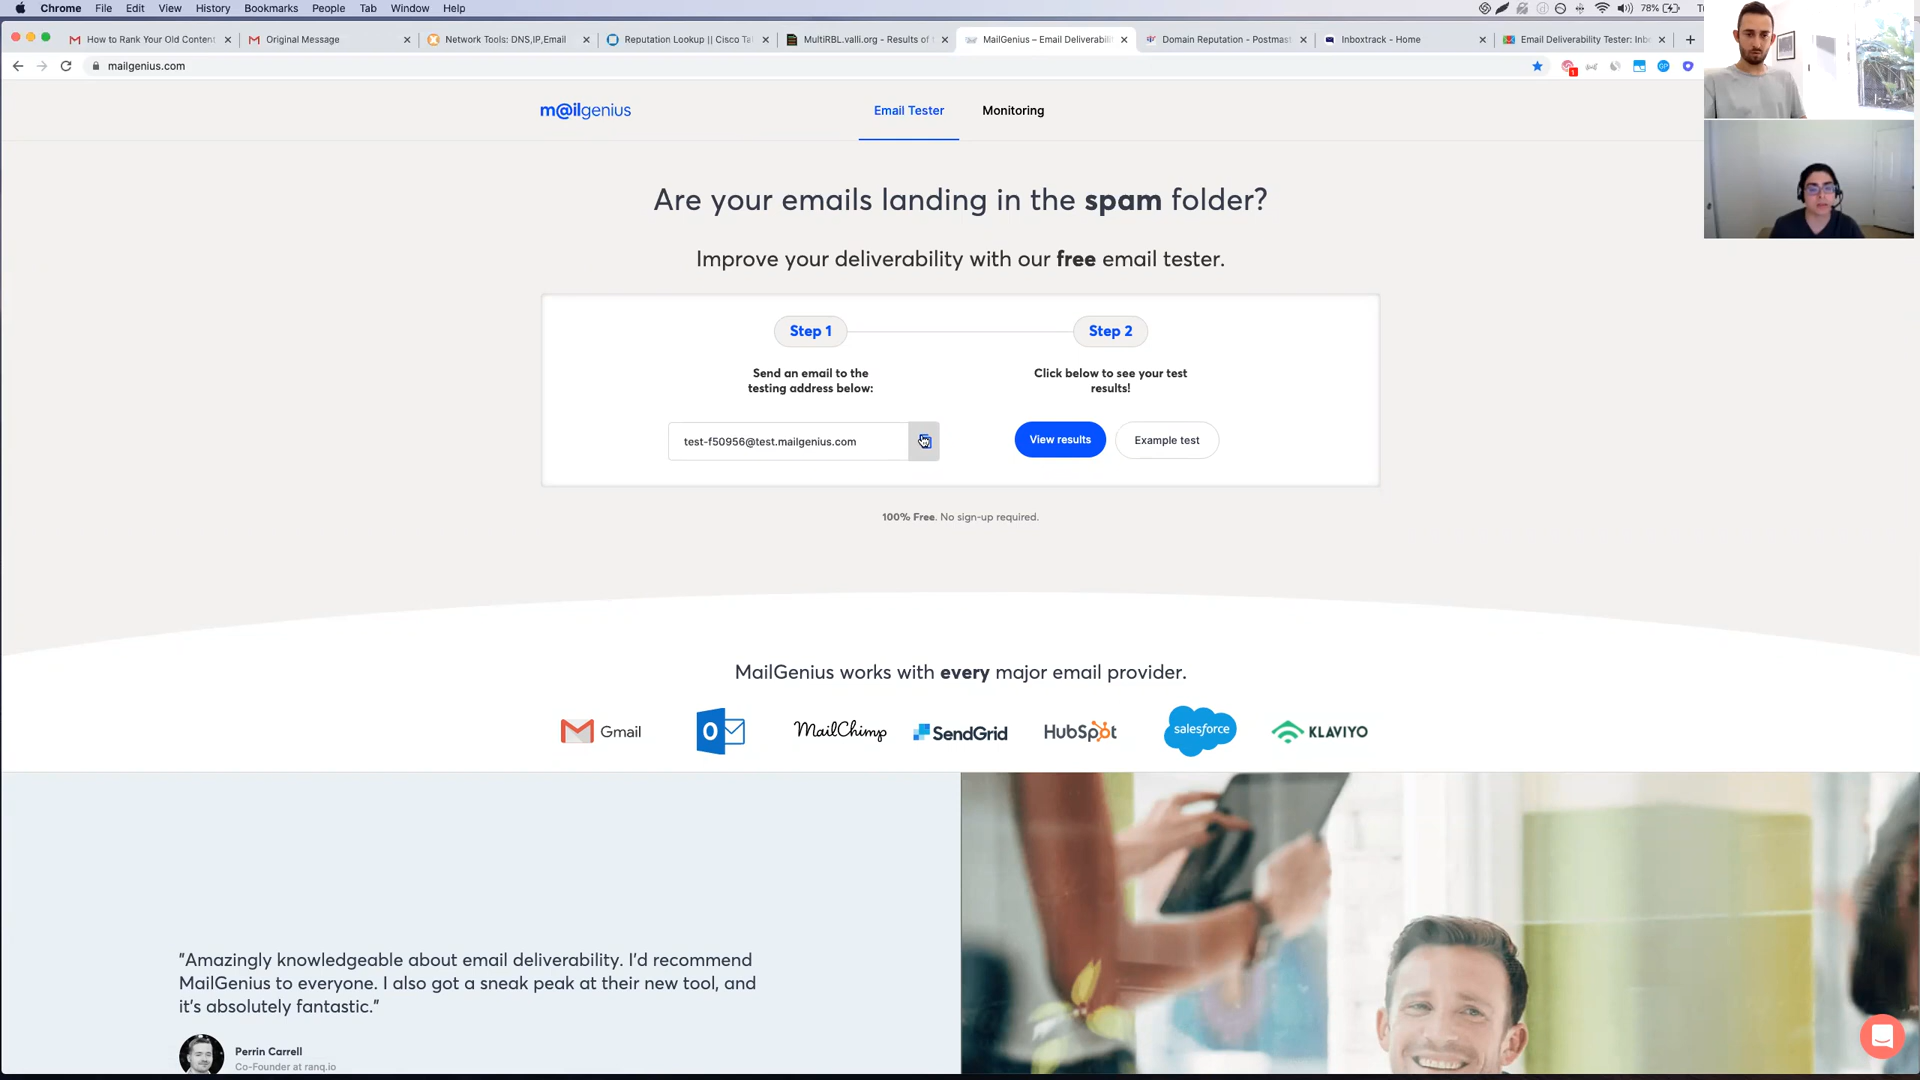 Chrome File Edit View History Bookmarks People Tab Window Help
78%
How to Rank Your Old Content
Original Message
Network Tools: DNS,IP,Email
Reputation Lookup || Cisco Ta
MultiRBL.valli.org - Results of
MailGenius – Email Deliverabili
Domain Reputation - Postmast
Inboxtrack - Home
Email Deliverability Tester: Inb
mailgenius.com
m@ilgenius
Email Tester
Monitoring
Are your emails landing in the spam folder?
Improve your deliverability with our free email tester.
Step 1
Step 2
Send an email to the
testing address below:
Click below to see your test
results!
test-f50956@test.mailgenius.com
View results
Example test
100% Free. No sign-up required.
MailGenius works with every major email provider.
Gmail
MailChimp
SendGrid
HubSpot
salesforce
KLAVIYO
"Amazingly knowledgeable about email deliverability. I'd recommend
MailGenius to everyone. I also got a sneak peak at their new tool, and
it's absolutely fantastic."
Perrin Carrell
Co-Founder at ranq.io